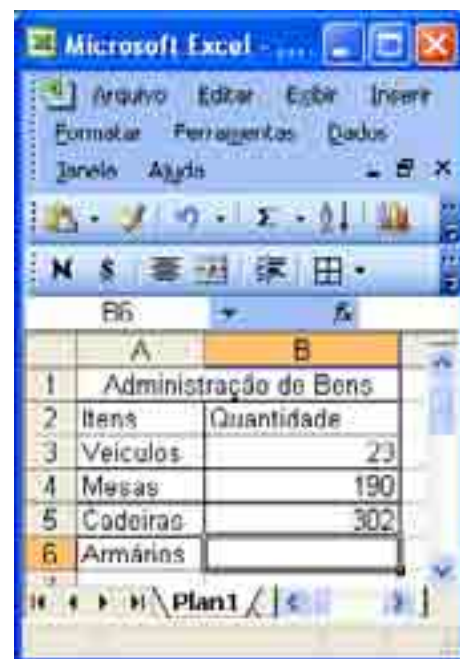 Microsoft Excel - ....
Arquivo Editar Exibir Inserir
Formatar Ferramentas Dados
Janela Ajuda
N $
B6 fx
A B
1 Administração de Bens
2 Itens Quantidade
3 Veículos 23
4 Mesas 190
5 Cadeiras 302
6 Armários
Plan1